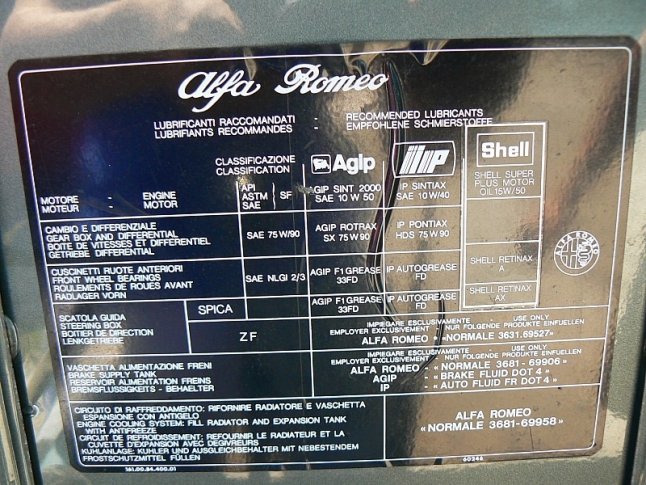 Alfa Romeo
LUBRIFICANTI RACCOMANDATI - RECOMMENDED LUBRICANTS
LUBRIFIANTS RECOMMANDES - EMPFOHLENE SCHMIERSTOFFE
CLASSIFICAZIONE
CLASSIFICATION
Agip
IP
Shell
MOTORE : ENGINE
MOTEUR : MOTOR
API
ASTM
SAE
SF
AGIP SINT 2000
SAE 10 W 50
IP SINTIAX
SAE 10 W/40
SHELL SUPER
PLUS MOTOR
OIL 15W/50
CAMBIO E DIFFERENZIALE
GEAR BOX AND DIFFERENTIAL
BOITE DE VITESSES ET DIFFERENTIEL
GETRIEBE DIFFERENTIAL
SAE 75 W/90
AGIP ROTRAX
SX 75 W 90
IP PONTIAX
HDS 75 W 90
CUSCINETTI RUOTE ANTERIORI
FRONT WHEEL BEARINGS
ROULEMENTS DE ROUES AVANT
RADLAGER VORN
SAE NLGI 2/3
AGIP F1 GREASE
33FD
IP AUTOGREASE
FD
SHELL RETINAX
A
ALFA ROMEO
SCATOLA GUIDA
STEERING BOX
BOITIER DE DIRECTION
LENKGETRIEBE
SPICA
AGIP F1 GREASE
33FD
IP AUTOGREASE
FD
SHELL RETINAX
AX
ZF
IMPIEGARE ESCLUSIVAMENTE - USE ONLY
EMPLOYER EXCLUSIVEMENT - NUR FOLGENDE PRODUKTE EINFUELLEN
ALFA ROMEO - «NORMALE 3631.69527»
VASCHETTA ALIMENTAZIONE FRENI
BRAKE SUPPLY TANK
RESERVOIR ALIMENTATION FREINS
BREMSFLUSSIGKEITS - BEHAELTER
IMPIEGARE ESCLUSIVAMENTE - USE ONLY
EMPLOYER EXCLUSIVEMENT - NUR FOLGENDE PRODUKTE EINFUELLEN
ALFA ROMEO - «NORMALE 3681 - 69906»
AGIP - «BRAKE FLUID DOT 4»
IP - «AUTO FLUID FR DOT 4»
CIRCUITO DI RAFFREDDAMENTO: RIFORNIRE RADIATORE E VASCHETTA
ESPANSIONE CON ANTIGELO
ENGINE COOLING SYSTEM: FILL RADIATOR AND EXPANSION TANK
WITH ANTIFREEZE
CIRCUIT DE REFROIDISSEMENT: REFOURNIR LE RADIATEUR ET LA
CUVETTE D'EXPANSION AVEC DEGIVREURS
KUHLANLAGE: KUHLER UND AUSGLEICHBEHALTER MIT NEBESTENDEM
FROSTSCHUTZMITTEL FÜLLEN
ALFA ROMEO
«NORMALE 3681-69958»
161.00.84.400.01
60246